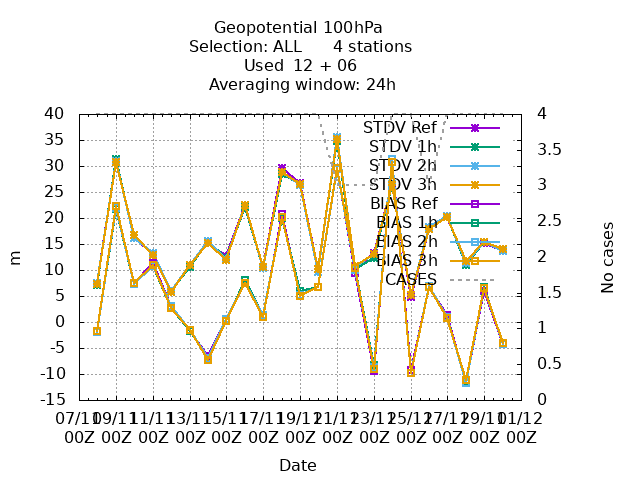 Geopotential 100hPa
Selection: ALL 4 stations
Used 12 + 06
Averaging window: 24h
40 4
35 3.5
30 3
25 2.5
20 2
15 1.5
10 1
5 0.5
0 0
-5
-10
-15
m
No cases
STDV Ref
STDV 1h
STDV 2h
STDV 3h
BIAS Ref
BIAS 1h
BIAS 2h
BIAS 3h
CASES
07/11 09/11 11/11 13/11 15/11 17/11 19/11 21/11 23/11 25/11 27/11 29/11 01/12
00Z 00Z 00Z 00Z 00Z 00Z 00Z 00Z 00Z 00Z 00Z 00Z 00Z
Date